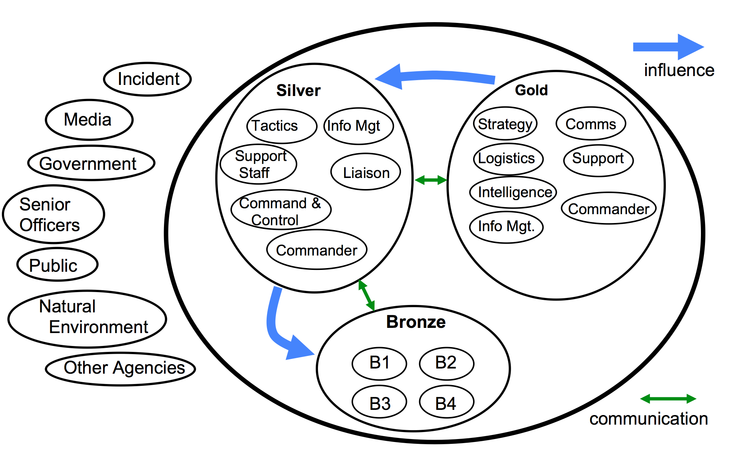 Incident
Media
Government
Senior
Officers
Public
Natural
Environment
Other Agencies
Silver
Tactics
Info Mgt
Support
Staff
Liaison
Command &
Control
Commander
Gold
Strategy
Comms
Logistics
Support
Intelligence
Commander
Info Mgt.
Bronze
B1
B2
B3
B4
influence
communication